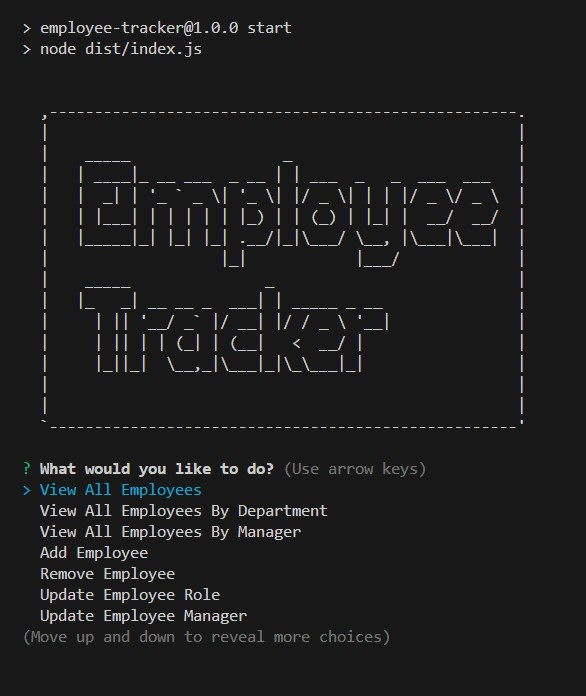 > employee-tracker@1.0.0 start
> node dist/index.js
Employee
Tracker
? What would you like to do? (Use arrow keys)
> View All Employees
View All Employees By Department
View All Employees By Manager
Add Employee
Remove Employee
Update Employee Role
Update Employee Manager
(Move up and down to reveal more choices)